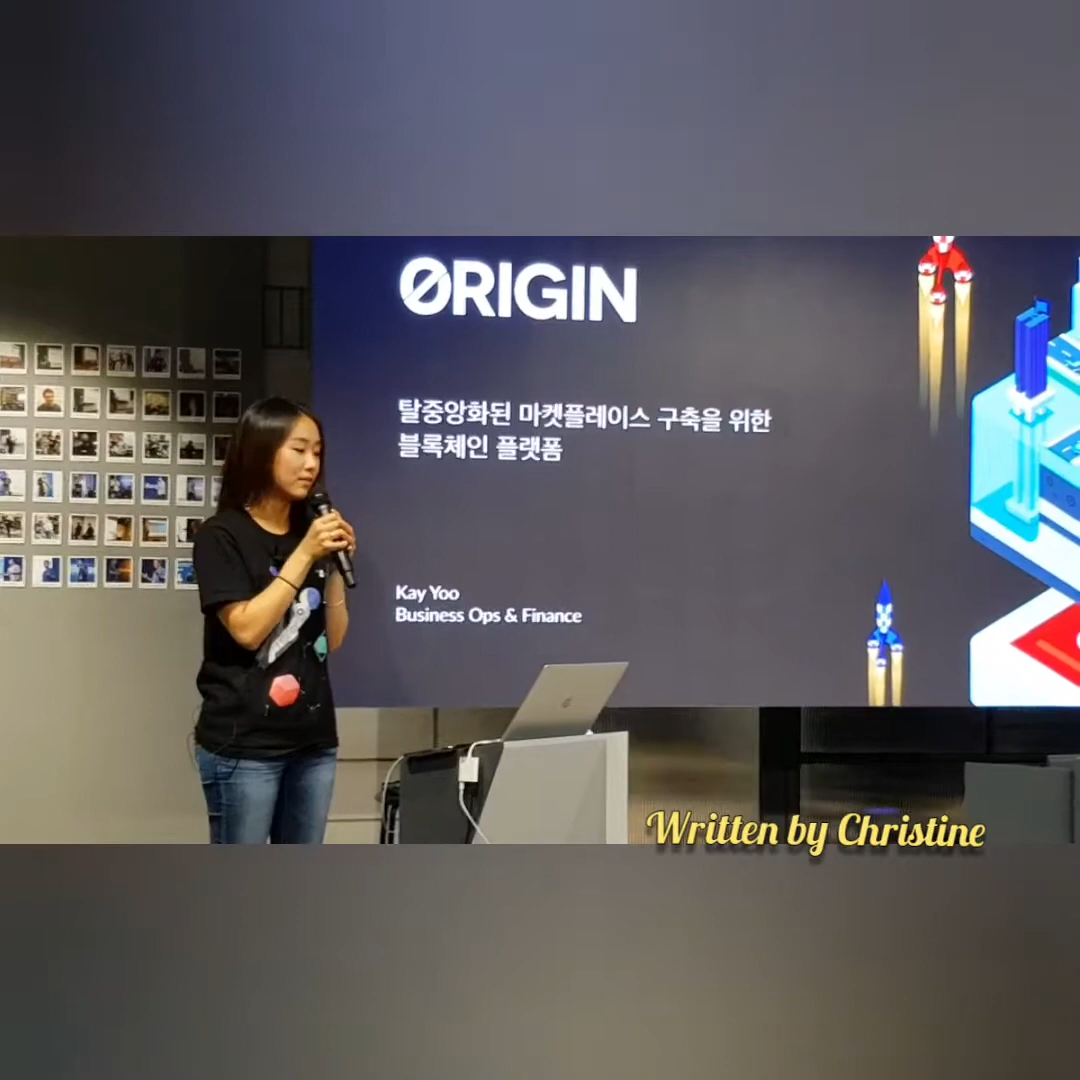 ØRIGIN
탈중앙화된 마켓플레이스 구축을 위한
블록체인 플랫폼
Kay Yoo
Business Ops & Finance
Written by Christine